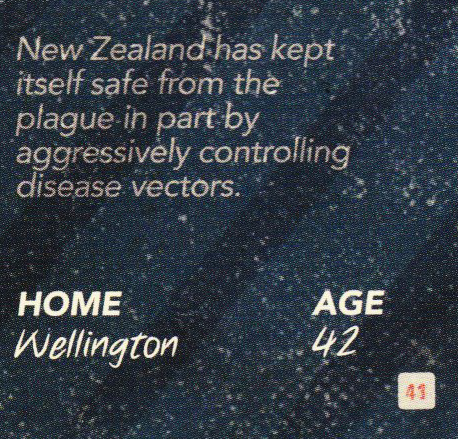 New Zealand has kept
itself safe from the
plague in part by
aggressively controlling
disease vectors.
HOME
Wellington
AGE
42
41